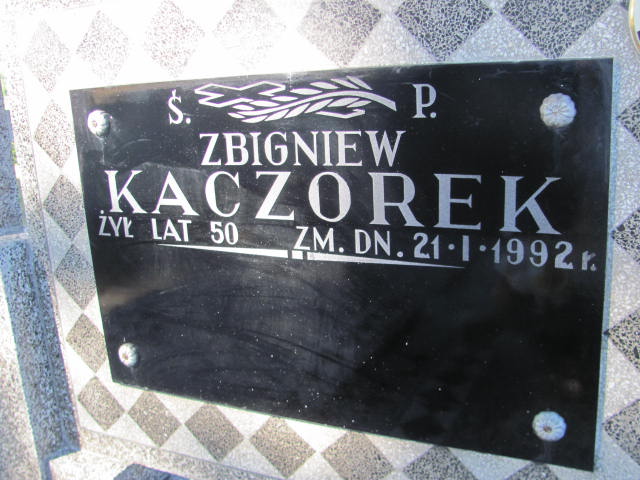 Ś. P.
ZBIGNIEW
KACZOREK
ŻYŁ LAT 50 ZM. DN. 21·I·1992 r.